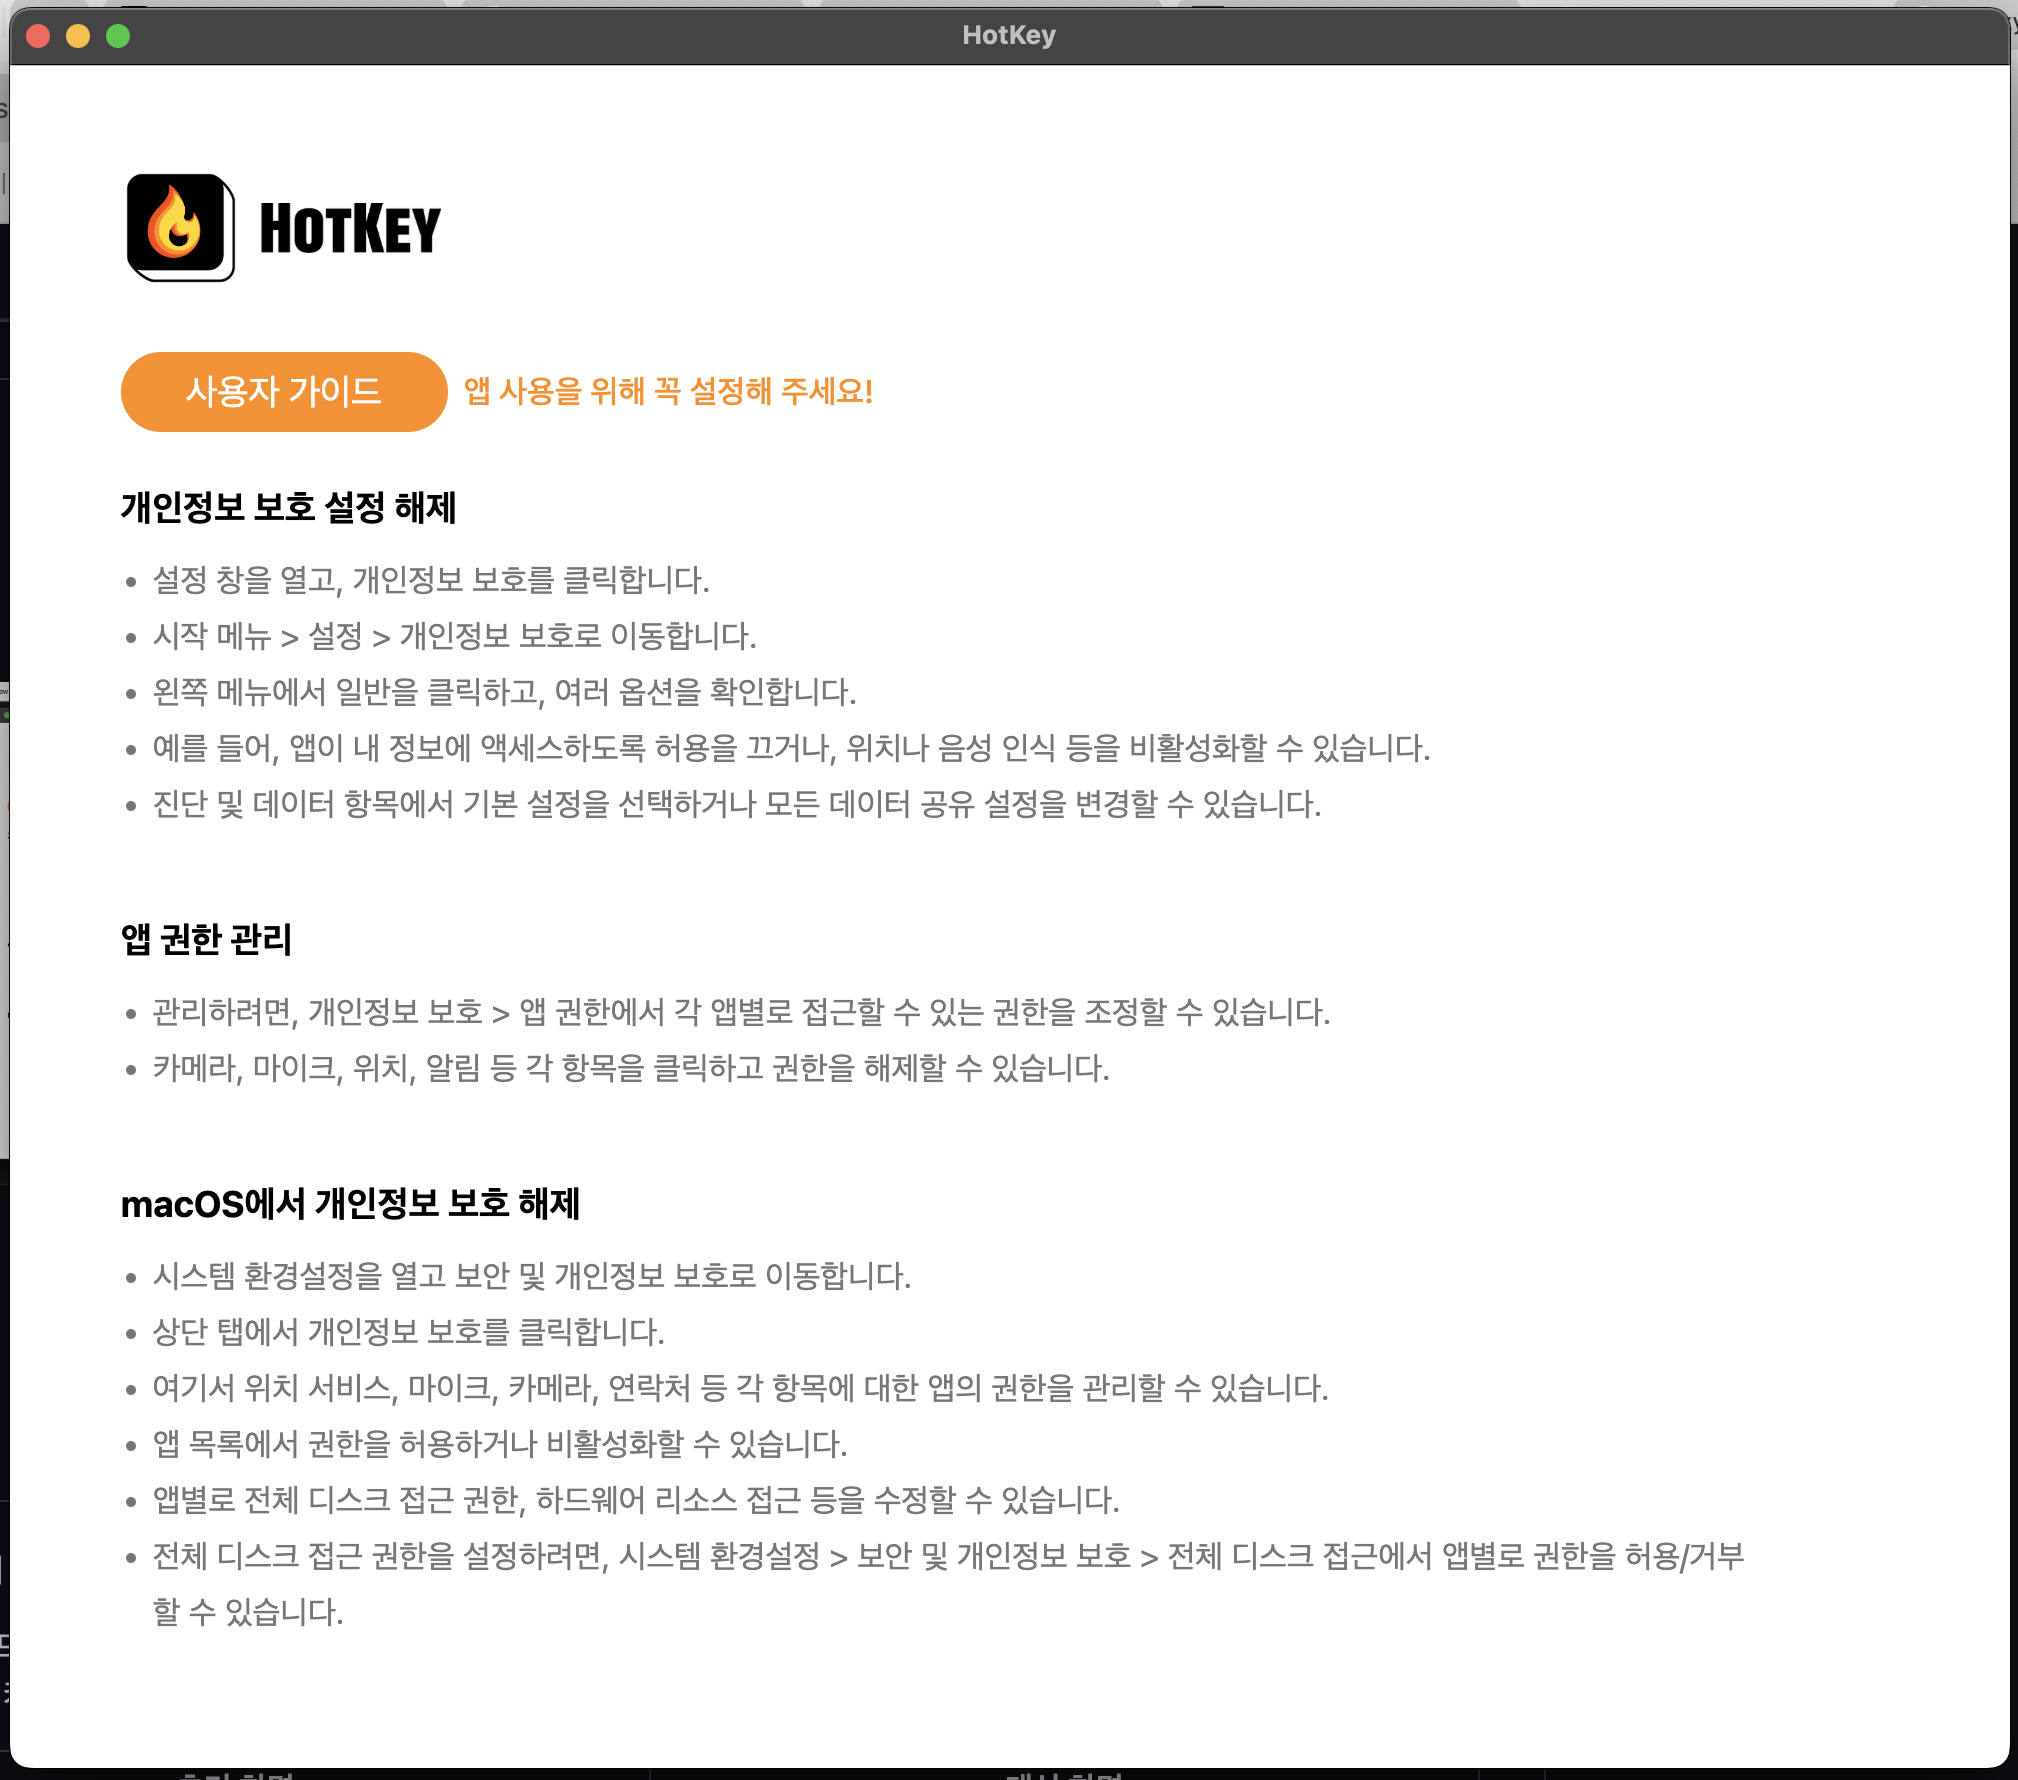 HotKey
HOTKEY
사용자 가이드 앱 사용을 위해 꼭 설정해 주세요!
개인정보 보호 설정 해제
• 설정 창을 열고, 개인정보 보호를 클릭합니다.
• 시작 메뉴 > 설정 > 개인정보 보호로 이동합니다.
• 왼쪽 메뉴에서 일반을 클릭하고, 여러 옵션을 확인합니다.
• 예를 들어, 앱이 내 정보에 액세스하도록 허용을 끄거나, 위치나 음성 인식 등을 비활성화할 수 있습니다.
• 진단 및 데이터 항목에서 기본 설정을 선택하거나 모든 데이터 공유 설정을 변경할 수 있습니다.
앱 권한 관리
• 관리하려면, 개인정보 보호 > 앱 권한에서 각 앱별로 접근할 수 있는 권한을 조정할 수 있습니다.
• 카메라, 마이크, 위치, 알림 등 각 항목을 클릭하고 권한을 해제할 수 있습니다.
macOS에서 개인정보 보호 해제
• 시스템 환경설정을 열고 보안 및 개인정보 보호로 이동합니다.
• 상단 탭에서 개인정보 보호를 클릭합니다.
• 여기서 위치 서비스, 마이크, 카메라, 연락처 등 각 항목에 대한 앱의 권한을 관리할 수 있습니다.
• 앱 목록에서 권한을 허용하거나 비활성화할 수 있습니다.
• 앱별로 전체 디스크 접근 권한, 하드웨어 리소스 접근 등을 수정할 수 있습니다.
• 전체 디스크 접근 권한을 설정하려면, 시스템 환경설정 > 보안 및 개인정보 보호 > 전체 디스크 접근에서 앱별로 권한을 허용/거부
할 수 있습니다.